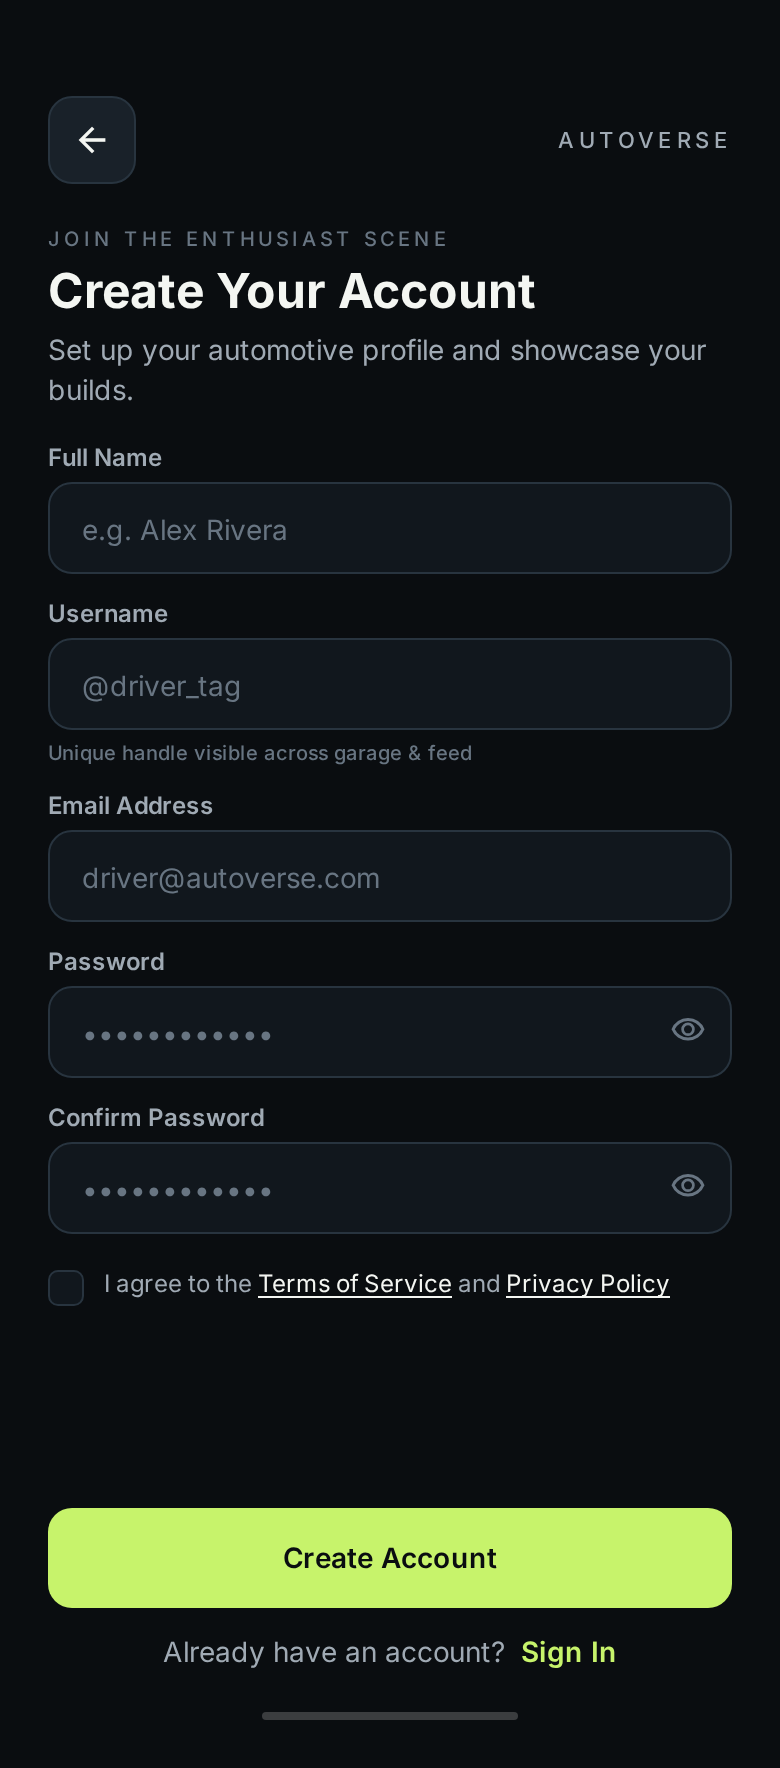 AUTOVERSE
JOIN THE ENTHUSIAST SCENE
Create Your Account
Set up your automotive profile and showcase your
builds.
Full Name
e.g. Alex Rivera
Username
@driver_tag
Unique handle visible across garage & feed
Email Address
driver@autoverse.com
Password
••••••••••••
Confirm Password
••••••••••••
I agree to the Terms of Service and Privacy Policy
Create Account
Already have an account? Sign In